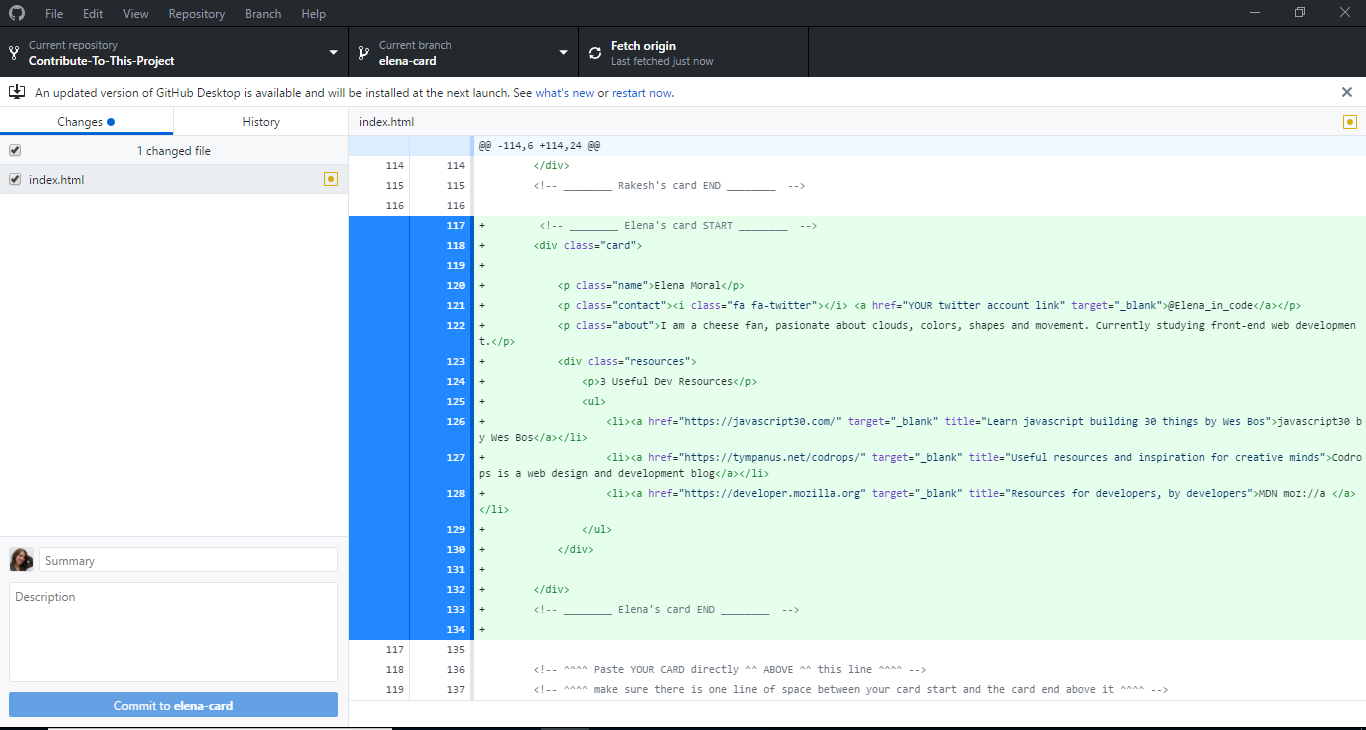 File Edit View Repository Branch Help
Current repository
Contribute-To-This-Project
Current branch
elena-card
Fetch origin
Last fetched just now
An updated version of GitHub Desktop is available and will be installed at the next launch. See what's new or restart now.
Changes
History
1 changed file
index.html
Summary
Description
Commit to elena-card
index.html
@@ -114,6 +114,24 @@
114 114 </div>
115 115 <!-- ________ Rakesh's card END ________ -->
116 116
117 + <!-- ________ Elena's card START ________ -->
118 + <div class="card">
119 +
120 + <p class="name">Elena Moral</p>
121 + <p class="contact"><i class="fa fa-twitter"></i> <a href="YOUR twitter account link" target="_blank">@Elena_in_code</a></p>
122 + <p class="about">I am a cheese fan, pasionate about clouds, colors, shapes and movement. Currently studying front-end web developmen
t.</p>
123 + <div class="resources">
124 + <p>3 Useful Dev Resources</p>
125 + <ul>
126 + <li><a href="https://javascript30.com/" target="_blank" title="Learn javascript building 30 things by Wes Bos">javascript30 b
y Wes Bos</a></li>
127 + <li><a href="https://tympanus.net/codrops/" target="_blank" title="Useful resources and inspiration for creative minds">Codro
ps is a web design and development blog</a></li>
128 + <li><a href="https://developer.mozilla.org" target="_blank" title="Resources for developers, by developers">MDN moz://a </a>
</li>
129 + </ul>
130 + </div>
131 +
132 + </div>
133 + <!-- ________ Elena's card END ________ -->
134 +
117 135
118 136 <!-- ^^^^ Paste YOUR CARD directly ^^ ABOVE ^^ this line ^^^^ -->
119 137 <!-- ^^^^ make sure there is one line of space between your card start and the card end above it ^^^^ -->